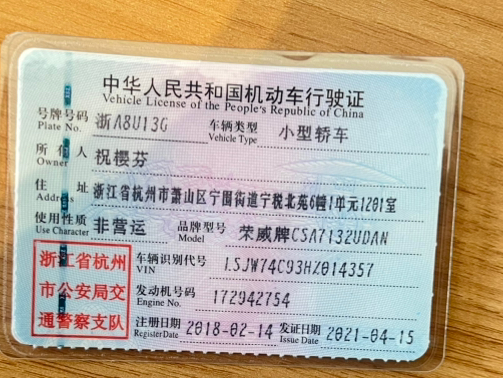 中华人民共和国机动车行驶证
Vehicle License of the People's Republic of China
号牌号码 Plate No. 浙A8U13G 车辆类型 Vehicle Type 小型轿车
所有人 Owner 祝樱芬
住址 Address 浙江省杭州市萧山区宁围街道宁税北苑6幢1单元1201室
使用性质 Use Character 非营运 品牌型号 Model 荣威牌CSA7132UDAN
浙江省杭州 车辆识别代号 VIN LSJW74C93HZ014357
市公安局交 发动机号码 Engine No. 172942754
通警察支队 注册日期 Register Date 2018-02-14 发证日期 Issue Date 2021-04-15